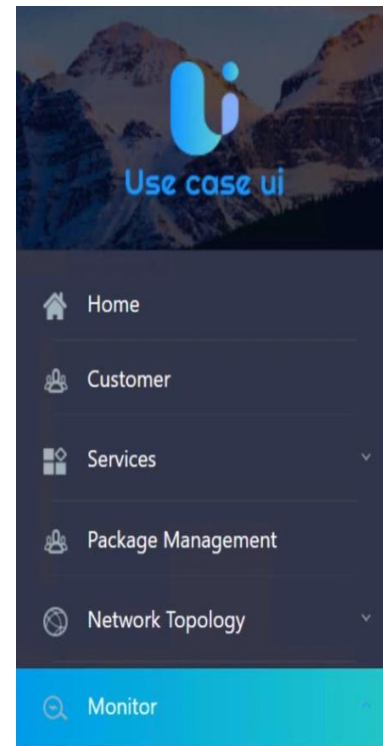 Use case ui
Home
Customer
Services
Package Management
Network Topology
Monitor